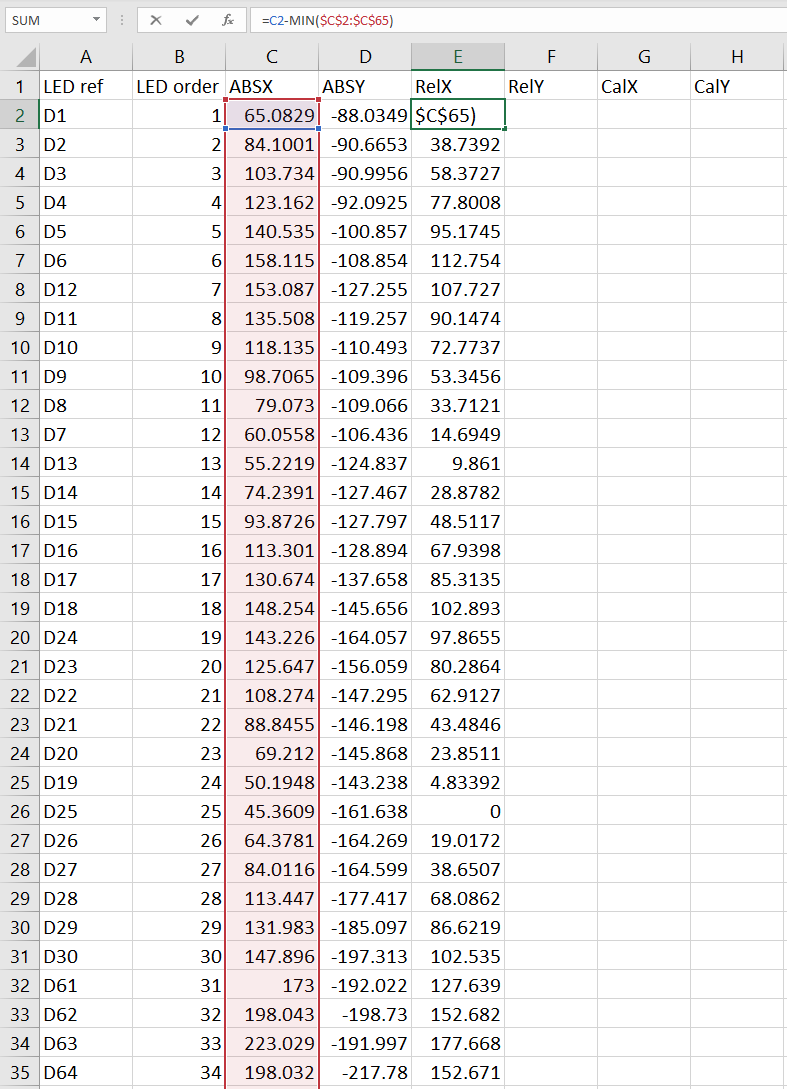 SUM =C2-MIN($C$2:$C$65)
A B C D E F G H
1 LED ref LED order ABSX ABSY RelX RelY CalX CalY
2 D1 1 65.0829 -88.0349 $C$65)
3 D2 2 84.1001 -90.6653 38.7392
4 D3 3 103.734 -90.9956 58.3727
5 D4 4 123.162 -92.0925 77.8008
6 D5 5 140.535 -100.857 95.1745
7 D6 6 158.115 -108.854 112.754
8 D12 7 153.087 -127.255 107.727
9 D11 8 135.508 -119.257 90.1474
10 D10 9 118.135 -110.493 72.7737
11 D9 10 98.7065 -109.396 53.3456
12 D8 11 79.073 -109.066 33.7121
13 D7 12 60.0558 -106.436 14.6949
14 D13 13 55.2219 -124.837 9.861
15 D14 14 74.2391 -127.467 28.8782
16 D15 15 93.8726 -127.797 48.5117
17 D16 16 113.301 -128.894 67.9398
18 D17 17 130.674 -137.658 85.3135
19 D18 18 148.254 -145.656 102.893
20 D24 19 143.226 -164.057 97.8655
21 D23 20 125.647 -156.059 80.2864
22 D22 21 108.274 -147.295 62.9127
23 D21 22 88.8455 -146.198 43.4846
24 D20 23 69.212 -145.868 23.8511
25 D19 24 50.1948 -143.238 4.83392
26 D25 25 45.3609 -161.638 0
27 D26 26 64.3781 -164.269 19.0172
28 D27 27 84.0116 -164.599 38.6507
29 D28 28 113.447 -177.417 68.0862
30 D29 29 131.983 -185.097 86.6219
31 D30 30 147.896 -197.313 102.535
32 D61 31 173 -192.022 127.639
33 D62 32 198.043 -198.73 152.682
34 D63 33 223.029 -191.997 177.668
35 D64 34 198.032 -217.78 152.671